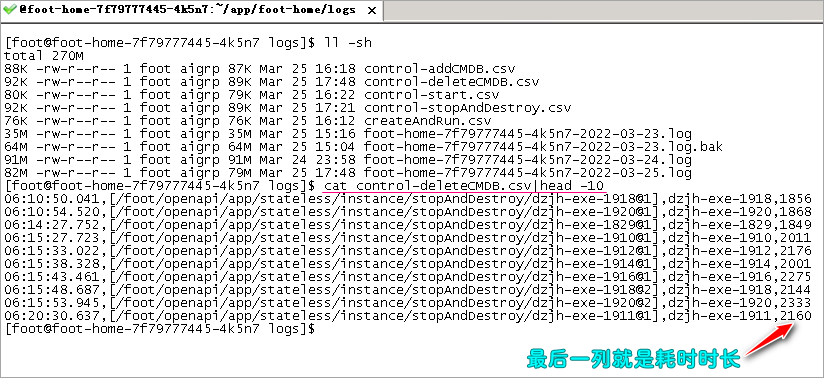 @foot-home-7f79777445-4k5n7:~/app/foot-home/logs
[foot@foot-home-7f79777445-4k5n7 logs]$ ll -sh
total 270M
88K -rw-r--r-- 1 foot aigrp 87K Mar 25 16:18 control-addCMDB.csv
92K -rw-r--r-- 1 foot aigrp 89K Mar 25 17:48 control-deleteCMDB.csv
80K -rw-r--r-- 1 foot aigrp 79K Mar 25 16:22 control-start.csv
92K -rw-r--r-- 1 foot aigrp 89K Mar 25 17:21 control-stopAndDestroy.csv
76K -rw-r--r-- 1 foot aigrp 76K Mar 25 16:12 createAndRun.csv
35M -rw-r--r-- 1 foot aigrp 35M Mar 25 15:16 foot-home-7f79777445-4k5n7-2022-03-23.log
64M -rw-r--r-- 1 foot aigrp 64M Mar 25 15:04 foot-home-7f79777445-4k5n7-2022-03-23.log.bak
91M -rw-r--r-- 1 foot aigrp 91M Mar 24 23:58 foot-home-7f79777445-4k5n7-2022-03-24.log
82M -rw-r--r-- 1 foot aigrp 79M Mar 25 17:48 foot-home-7f79777445-4k5n7-2022-03-25.log
[foot@foot-home-7f79777445-4k5n7 logs]$ cat control-deleteCMDB.csv|head -10
06:10:50.041,[/foot/openapi/app/stateless/instance/stopAndDestroy/dzjh-exe-1918@1],dzjh-exe-1918,1856
06:10:54.520,[/foot/openapi/app/stateless/instance/stopAndDestroy/dzjh-exe-1920@1],dzjh-exe-1920,1868
06:14:27.752,[/foot/openapi/app/stateless/instance/stopAndDestroy/dzjh-exe-1829@1],dzjh-exe-1829,1849
06:15:27.723,[/foot/openapi/app/stateless/instance/stopAndDestroy/dzjh-exe-1910@1],dzjh-exe-1910,2011
06:15:33.022,[/foot/openapi/app/stateless/instance/stopAndDestroy/dzjh-exe-1912@1],dzjh-exe-1912,2176
06:15:38.328,[/foot/openapi/app/stateless/instance/stopAndDestroy/dzjh-exe-1914@1],dzjh-exe-1914,2001
06:15:43.461,[/foot/openapi/app/stateless/instance/stopAndDestroy/dzjh-exe-1916@1],dzjh-exe-1916,2275
06:15:48.687,[/foot/openapi/app/stateless/instance/stopAndDestroy/dzjh-exe-1918@2],dzjh-exe-1918,2144
06:15:53.945,[/foot/openapi/app/stateless/instance/stopAndDestroy/dzjh-exe-1920@2],dzjh-exe-1920,2333
06:20:30.637,[/foot/openapi/app/stateless/instance/stopAndDestroy/dzjh-exe-1911@1],dzjh-exe-1911,2160
[foot@foot-home-7f79777445-4k5n7 logs]$
最后一列就是耗时时长